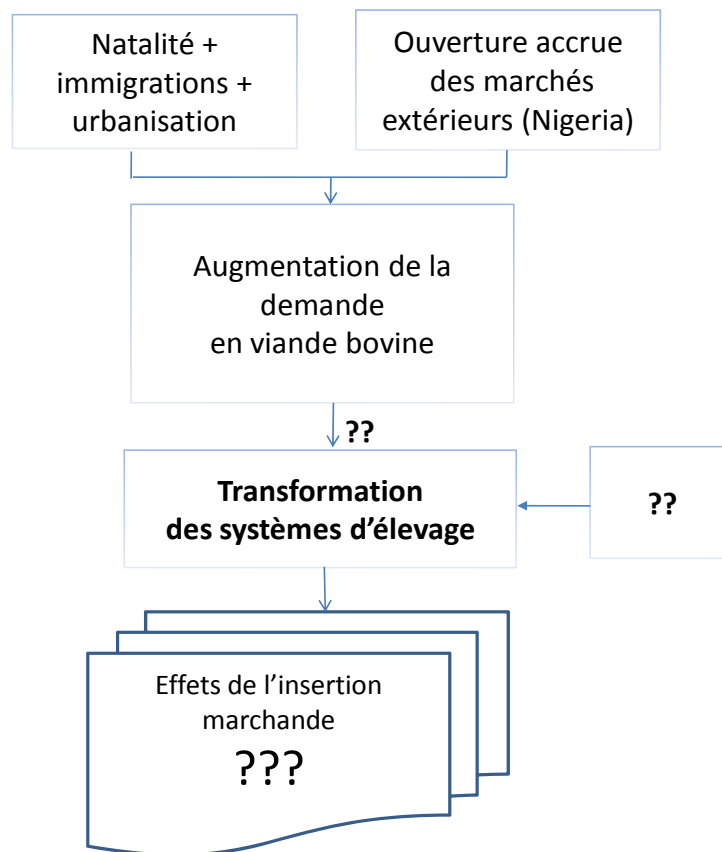 Natalité +
immigrations +
urbanisation
Ouverture accrue
des marchés
extérieurs (Nigeria)
Augmentation de la
demande
en viande bovine
??
Transformation
des systèmes d'élevage
??
Effets de l'insertion
marchande
???